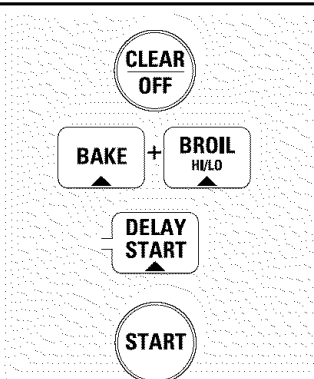 CLEAR
OFF
BAKE + BROIL
HI/LO
DELAY
START
START